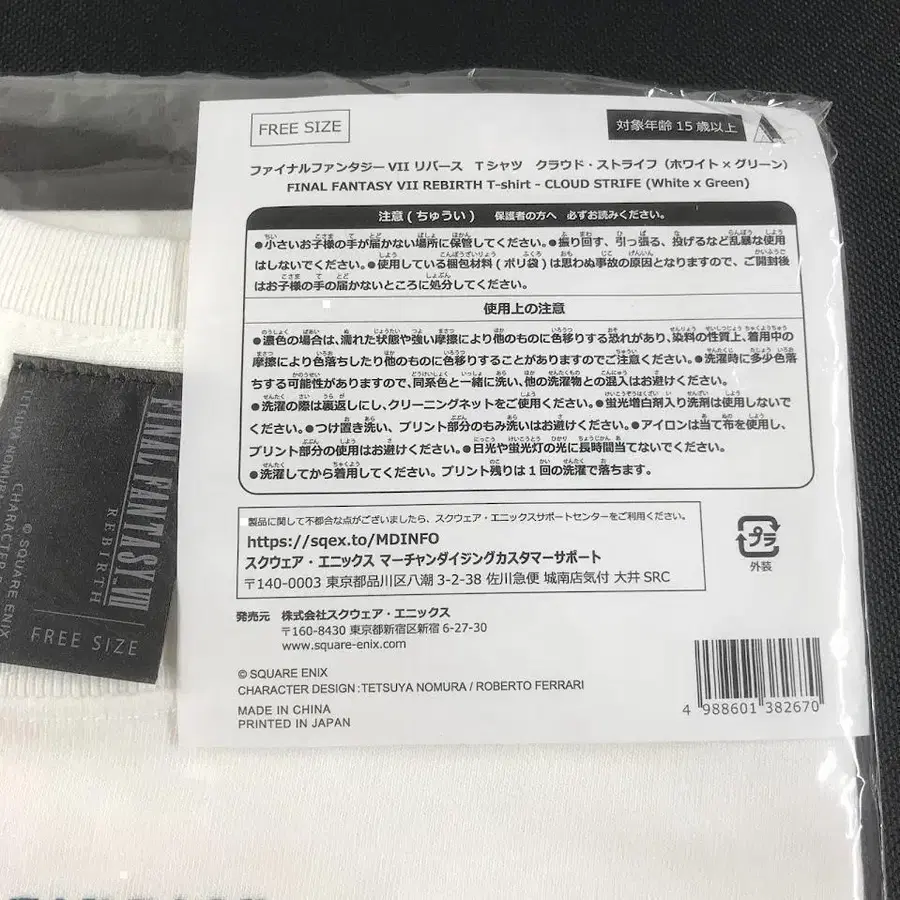 FREE SIZE
対象年齢 15 歳以上
ファイナルファンタジーVII リバース Tシャツ クラウド・ストライフ（ホワイト×グリーン）
FINAL FANTASY VII REBIRTH T-shirt - CLOUD STRIFE (White x Green)
注意（ちゅうい） 保護者の方へ 必ずお読みください。
●小さいお子様の手が届かない場所に保管してください。●振り回す、引っ張る、投げるなど乱暴な使用
はしないでください。●使用している梱包材料（ポリ袋）は思わぬ事故の原因となりますので、ご開封後
はお子様の手の届かないところに処分してください。
使用上の注意
●濃色の場合は、濡れた状態や強い摩擦により他のものに色移りする恐れがあり、染料の性質上、着用中の
摩擦により色落ちしたり他のものに色移りすることがありますのでご注意ください。●洗濯時に多少色落
ちする可能性がありますので、同系色と一緒に洗い、他の洗濯物との混入はお避けください。
●洗濯の際は裏返しにし、クリーニングネットをご使用ください。●蛍光増白剤入り洗剤は使用しないで
ください。●つけ置き洗い、プリント部分のもみ洗いはお避けください。●アイロンは当て布を使用し、
プリント部分の使用はお避けください。●日光や蛍光灯の光に長時間当てないでください。
●洗濯してから着用してください。プリント残りは1回の洗濯で落ちます。
製品に関して不都合な点がございましたら、スクウェア・エニックスサポートセンターをご利用ください。
https://sqex.to/MDINFO
スクウェア・エニックス マーチャンダイジングカスタマーサポート
〒140-0003 東京都品川区八潮 3-2-38 佐川急便 城南店気付 大井 SRC
プラ
外装
発売元 株式会社スクウェア・エニックス
〒160-8430 東京都新宿区新宿 6-27-30
www.square-enix.com
© SQUARE ENIX
CHARACTER DESIGN : TETSUYA NOMURA / ROBERTO FERRARI
MADE IN CHINA
PRINTED IN JAPAN
4 988601 382670
FINAL FANTASY VII
REBIRTH
FREE SIZE
© SQUARE ENIX
CHARACTER
TETSUYA NOMURA